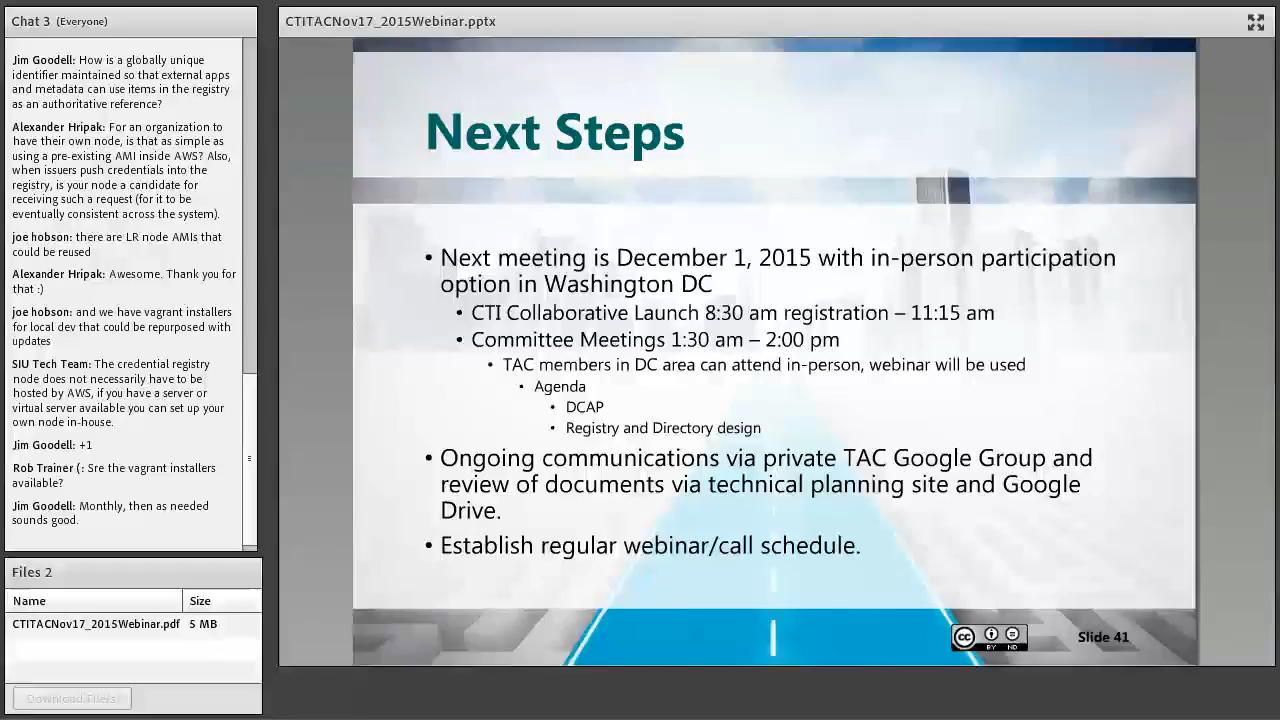 Chat 3 (Everyone)
Jim Goodell: How is a globally unique
identifier maintained so that external apps
and metadata can use items in the registry
as an authoritative reference?
Alexander Hripak: For an organization to
have their own node, is that as simple as
using a pre-existing AMI inside AWS? Also,
when issuers push credentials into the
registry, is your node a candidate for
receiving such a request (for it to be
eventually consistent across the system).
joe hobson: there are LR node AMIs that
could be reused
Alexander Hripak: Awesome. Thank you for
that :)
joe hobson: and we have vagrant installers
for local dev that could be repurposed with
updates
SIU Tech Team: The credential registry
node does not necessarily have to be
hosted by AWS, if you have a server or
virtual server available you can set up your
own node in-house.
Jim Goodell: +1
Rob Trainer (: Sre the vagrant installers
available?
Jim Goodell: Monthly, then as needed
sounds good.
Files 2
Name Size
CTITACNov17_2015Webinar.pdf 5 MB
Download File(s)
CTITACNov17_2015Webinar.pptx
Next Steps
• Next meeting is December 1, 2015 with in-person participation
option in Washington DC
• CTI Collaborative Launch 8:30 am registration – 11:15 am
• Committee Meetings 1:30 am – 2:00 pm
• TAC members in DC area can attend in-person, webinar will be used
• Agenda
• DCAP
• Registry and Directory design
• Ongoing communications via private TAC Google Group and
review of documents via technical planning site and Google
Drive.
• Establish regular webinar/call schedule.
cc BY ND
Slide 41